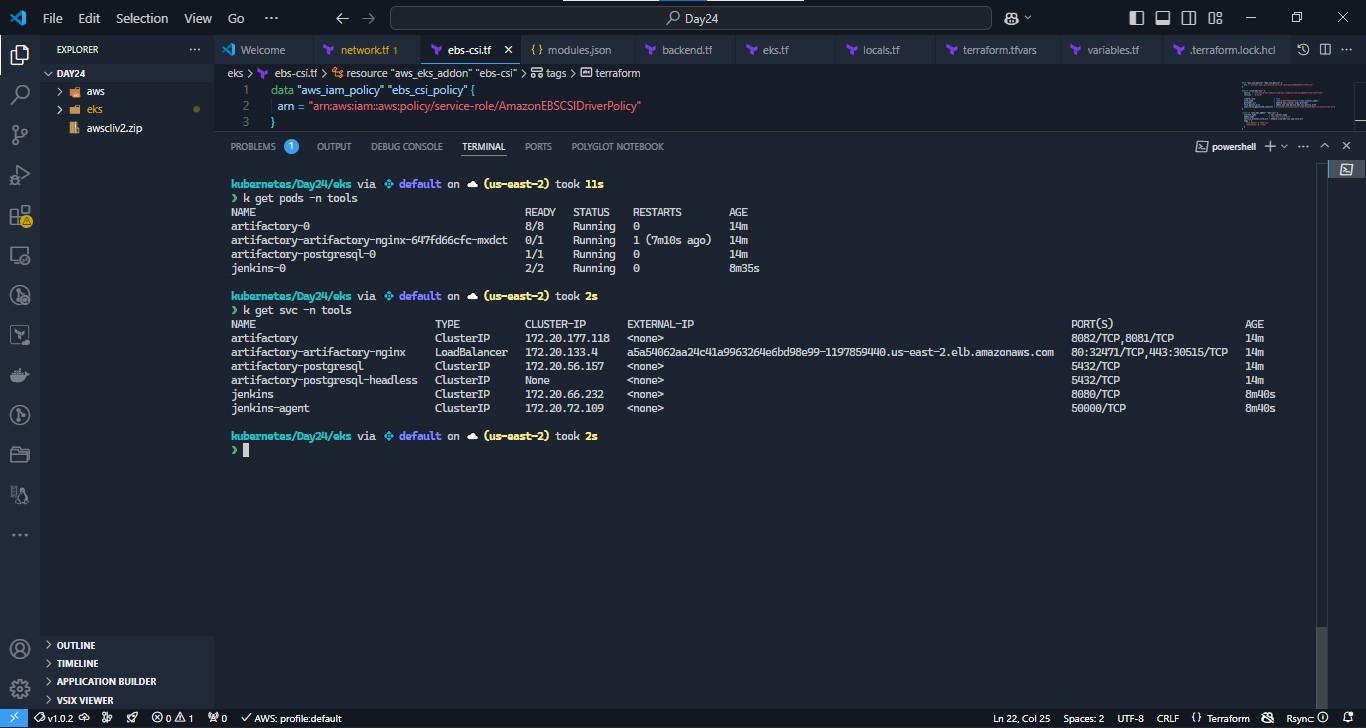 File Edit Selection View Go ··· Day24
EXPLORER ···
DAY24
aws
eks
awscliv2.zip
OUTLINE
TIMELINE
APPLICATION BUILDER
VSIX VIEWER
Welcome network.tf 1 ebs-csi.tf modules.json backend.tf eks.tf locals.tf terraform.tfvars variables.tf .terraform.lock.hcl
eks > ebs-csi.tf > resource "aws_eks_addon" "ebs-csi" > tags > terraform
1 data "aws_iam_policy" "ebs_csi_policy" {
2 arn = "arn:aws:iam::aws:policy/service-role/AmazonEBSCSIDriverPolicy"
3 }
PROBLEMS 1 OUTPUT DEBUG CONSOLE TERMINAL PORTS POLYGLOT NOTEBOOK powershell
kubernetes/Day24/eks via default on (us-east-2) took 11s
❯ k get pods -n tools
NAME READY STATUS RESTARTS AGE
artifactory-0 8/8 Running 0 14m
artifactory-artifactory-nginx-647fd66cfc-mxdct 0/1 Running 1 (7m10s ago) 14m
artifactory-postgresql-0 1/1 Running 0 14m
jenkins-0 2/2 Running 0 8m35s
kubernetes/Day24/eks via default on (us-east-2) took 2s
❯ k get svc -n tools
NAME TYPE CLUSTER-IP EXTERNAL-IP PORT(S) AGE
artifactory ClusterIP 172.20.177.118 <none> 8082/TCP,8081/TCP 14m
artifactory-artifactory-nginx LoadBalancer 172.20.133.4 a5a54062aa24c41a9963264e6bd98e99-1197859440.us-east-2.elb.amazonaws.com 80:32471/TCP,443:30515/TCP 14m
artifactory-postgresql ClusterIP 172.20.56.157 <none> 5432/TCP 14m
artifactory-postgresql-headless ClusterIP None <none> 5432/TCP 14m
jenkins ClusterIP 172.20.66.232 <none> 8080/TCP 8m40s
jenkins-agent ClusterIP 172.20.72.109 <none> 50000/TCP 8m40s
kubernetes/Day24/eks via default on (us-east-2) took 2s
❯
v1.0.2 0 1 0 AWS: profile:default Ln 22, Col 25 Spaces: 2 UTF-8 CRLF {} Terraform Rsync: